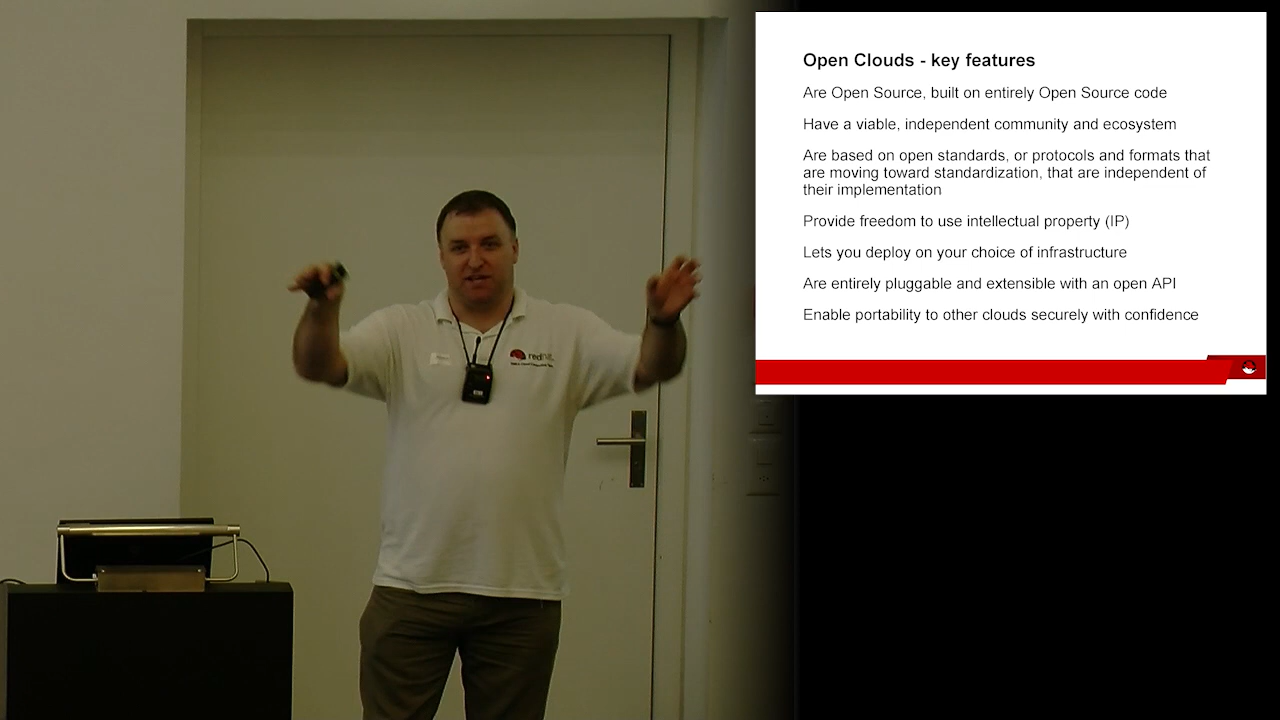 Open Clouds - key features
Are Open Source, built on entirely Open Source code
Have a viable, independent community and ecosystem
Are based on open standards, or protocols and formats that
are moving toward standardization, that are independent of
their implementation
Provide freedom to use intellectual property (IP)
Lets you deploy on your choice of infrastructure
Are entirely pluggable and extensible with an open API
Enable portability to other clouds securely with confidence
redhat